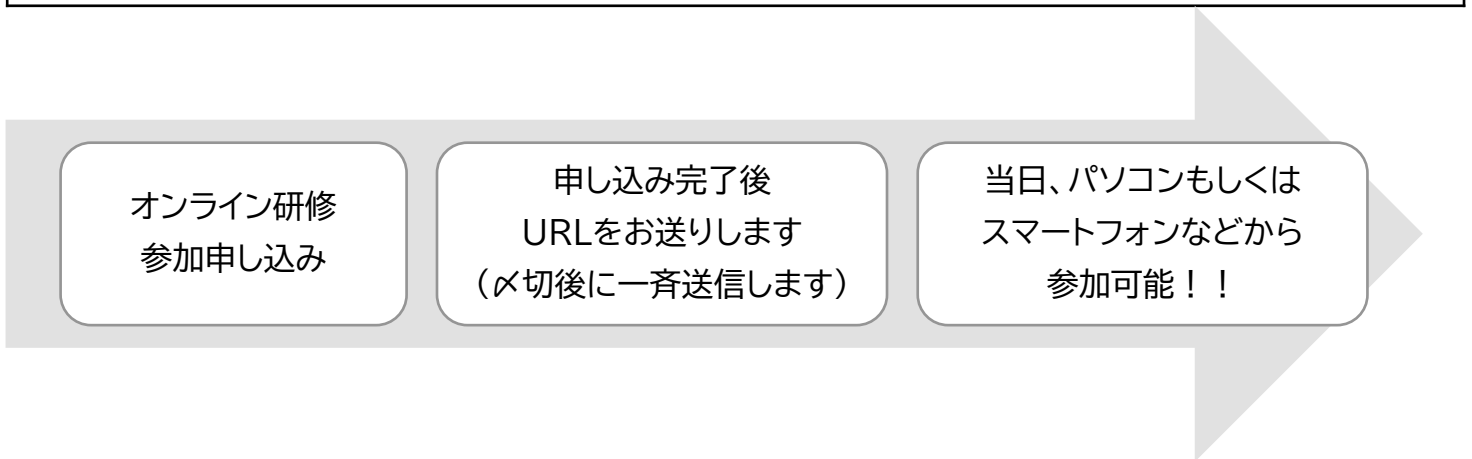 オンライン研修
参加申し込み
申し込み完了後
URLをお送りします
（〆切後に一斉送信します）
当日、パソコンもしくは
スマートフォンなどから
参加可能！！